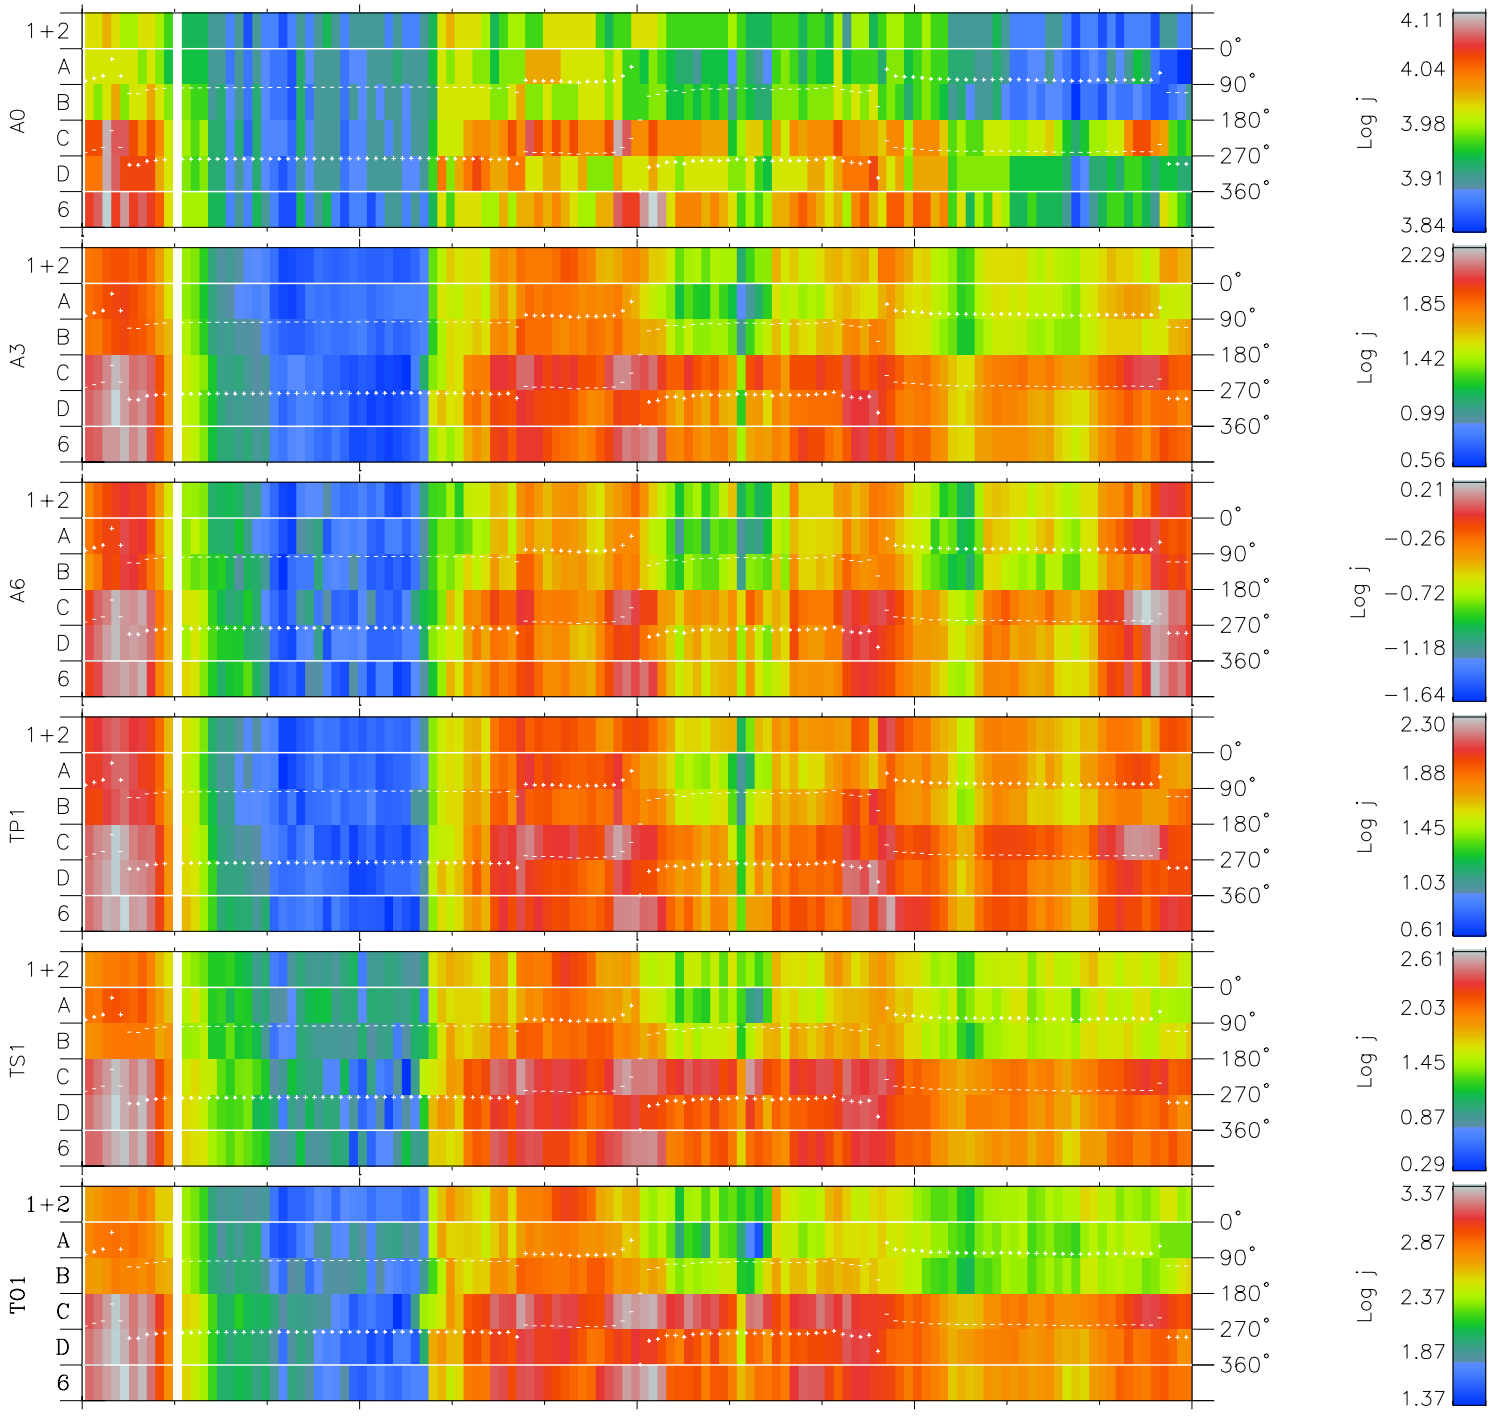 A0
1+2
A
B
C
D
6
0°
90°
180°
270°
360°
Log j
4.11
4.04
3.98
3.91
3.84
A3
1+2
A
B
C
D
6
0°
90°
180°
270°
360°
Log j
2.29
1.85
1.42
0.99
0.56
A6
1+2
A
B
C
D
6
0°
90°
180°
270°
360°
Log j
0.21
−0.26
−0.72
−1.18
−1.64
TP1
1+2
A
B
C
D
6
0°
90°
180°
270°
360°
Log j
2.30
1.88
1.45
1.03
0.61
TS1
1+2
A
B
C
D
6
0°
90°
180°
270°
360°
Log j
2.61
2.03
1.45
0.87
0.29
TO1
1+2
A
B
C
D
6
0°
90°
180°
270°
360°
Log j
3.37
2.87
2.37
1.87
1.37